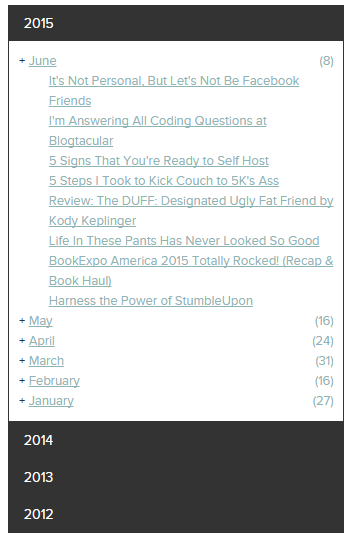 2015
+ June (8)
It's Not Personal, But Let's Not Be Facebook
Friends
I'm Answering All Coding Questions at
Blogtacular
5 Signs That You're Ready to Self Host
5 Steps I Took to Kick Couch to 5K's Ass
Review: The DUFF: Designated Ugly Fat Friend by
Kody Keplinger
Life In These Pants Has Never Looked So Good
BookExpo America 2015 Totally Rocked! (Recap &
Book Haul)
Harness the Power of StumbleUpon
+ May (16)
+ April (24)
+ March (31)
+ February (16)
+ January (27)
2014
2013
2012